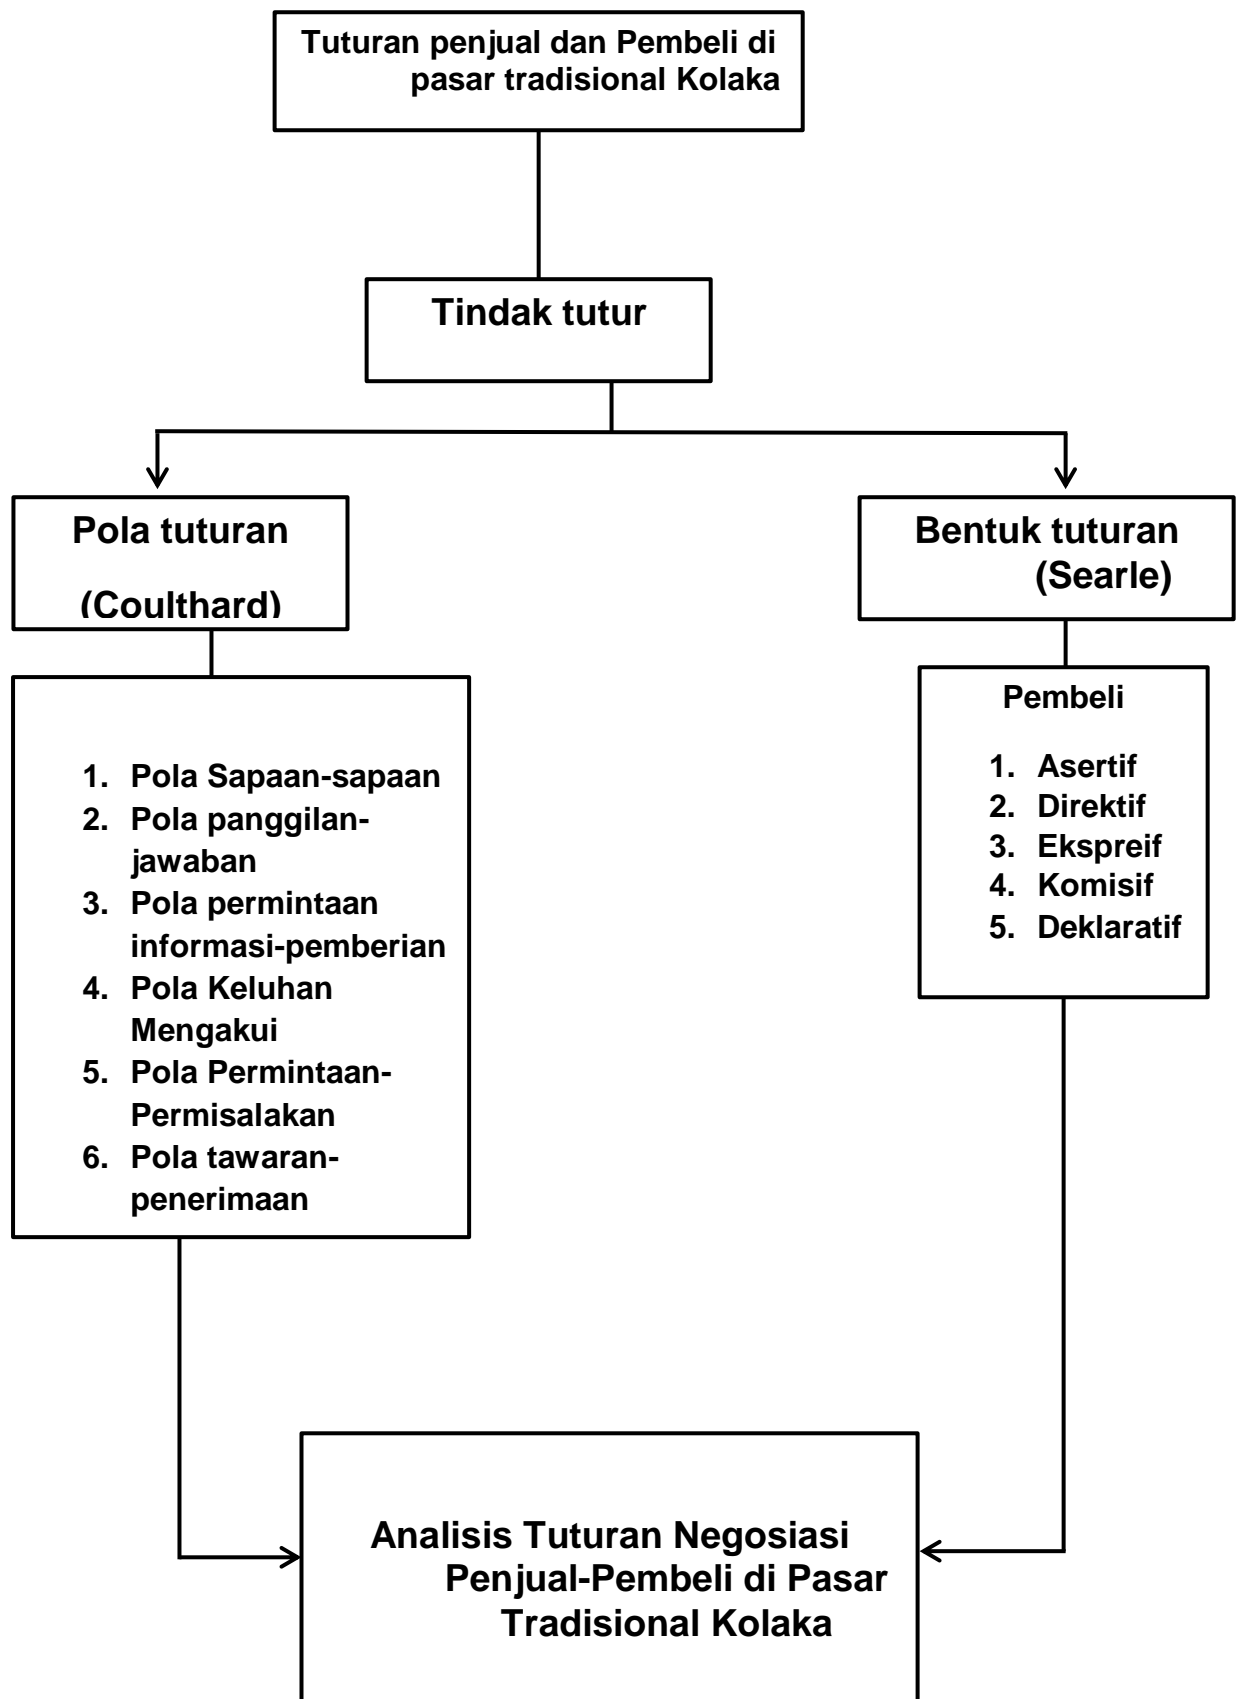 Tuturan penjual dan Pembeli di
pasar tradisional Kolaka
Tindak tutur
Pola tuturan
(Coulthard)
Bentuk tuturan
(Searle)
1. Pola Sapaan-sapaan
2. Pola panggilan-
jawaban
3. Pola permintaan
informasi-pemberian
4. Pola Keluhan
Mengakui
5. Pola Permintaan-
Permisalakan
6. Pola tawaran-
penerimaan
Pembeli
1. Asertif
2. Direktif
3. Ekspreif
4. Komisif
5. Deklaratif
Analisis Tuturan Negosiasi
Penjual-Pembeli di Pasar
Tradisional Kolaka